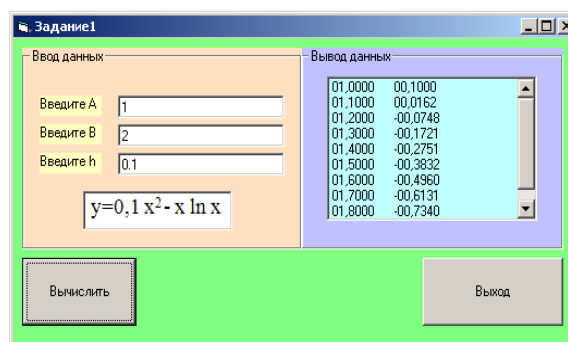 Задание1
Ввод данных
Введите A 1
Введите B 2
Введите h 0.1
y=0,1 x²- x ln x
Вывод данных
01,0000 00,1000
01,1000 00,0162
01,2000 -00,0748
01,3000 -00,1721
01,4000 -00,2751
01,5000 -00,3832
01,6000 -00,4960
01,7000 -00,6131
01,8000 -00,7340
Вычислить
Выход